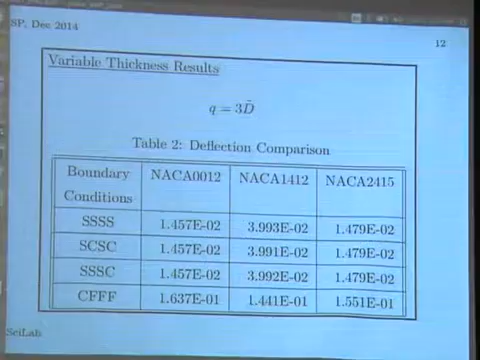 SP, Dec 2014
12
Variable Thickness Results
q = 3D̄
Table 2: Deflection Comparison
Boundary Conditions NACA0012 NACA1412 NACA2415
SSSS 1.457E-02 3.993E-02 1.479E-02
SCSC 1.457E-02 3.991E-02 1.479E-02
SSSC 1.457E-02 3.992E-02 1.479E-02
CFFF 1.637E-01 1.441E-01 1.551E-01
SciLab